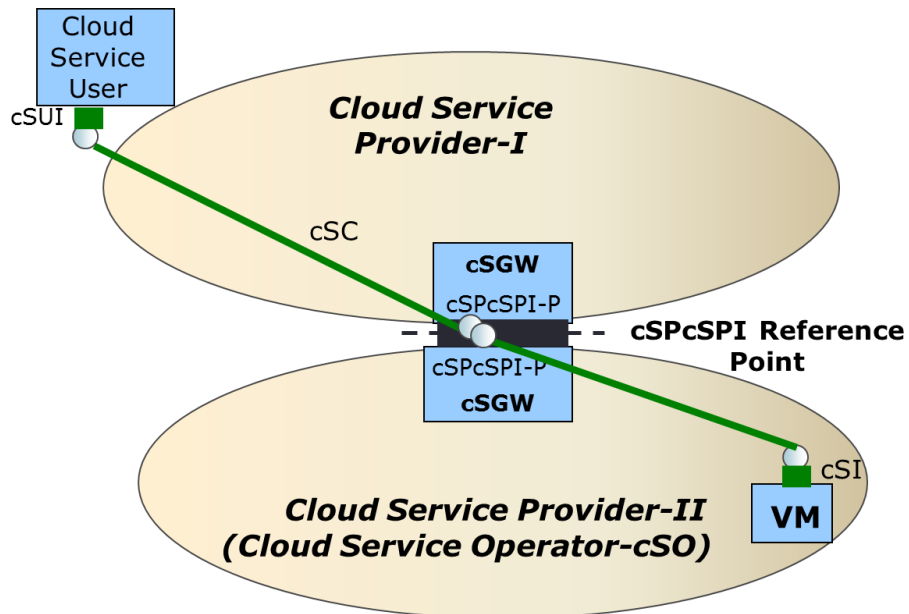 Cloud
Service
User
cSUI
Cloud Service
Provider-I
cSC
cSGW
cSPcSPI-P
cSPcSPI Reference
Point
cSPcSPI-P
cSGW
cSI
VM
Cloud Service Provider-II
(Cloud Service Operator-cSO)